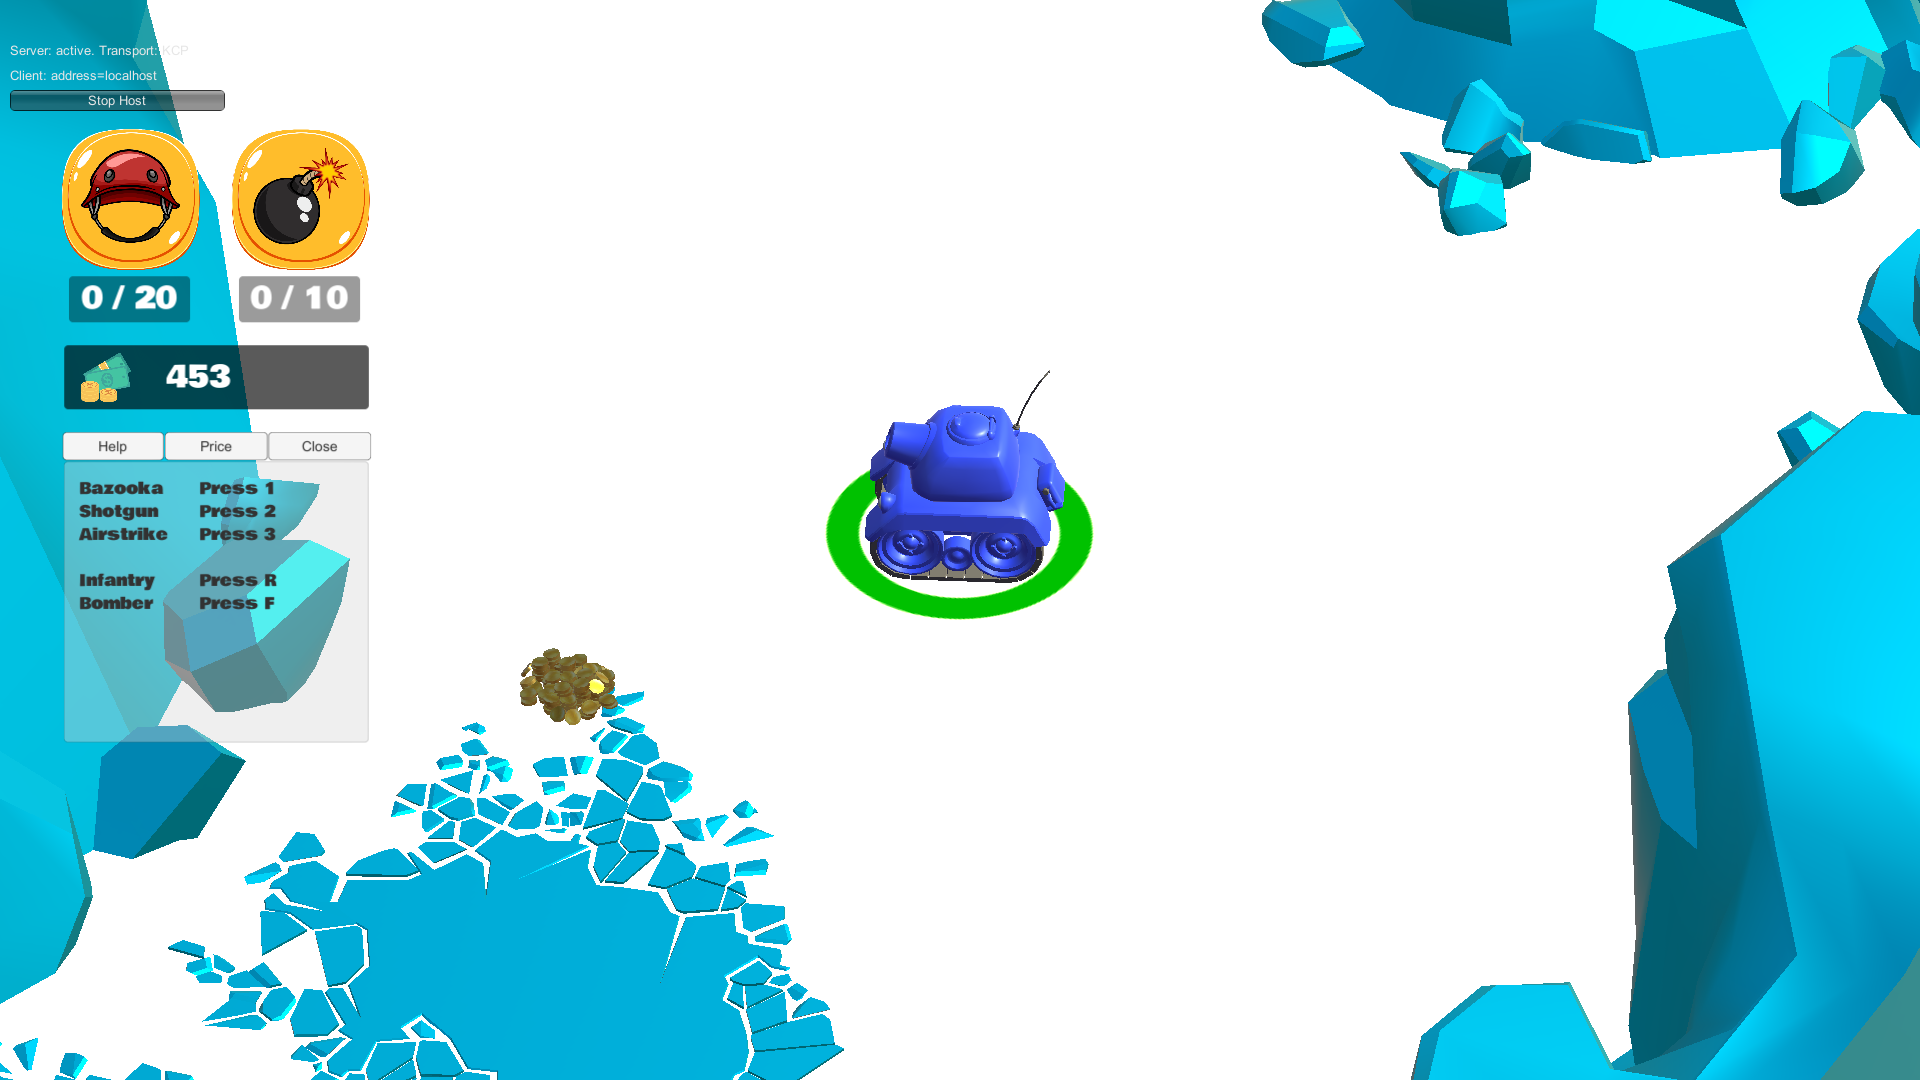 Server: active. Transport: KCP
Client: address=localhost
Stop Host
0 / 20
0 / 10
453
Help Price Close
Bazooka Press 1
Shotgun Press 2
Airstrike Press 3
Infantry Press R
Bomber Press F